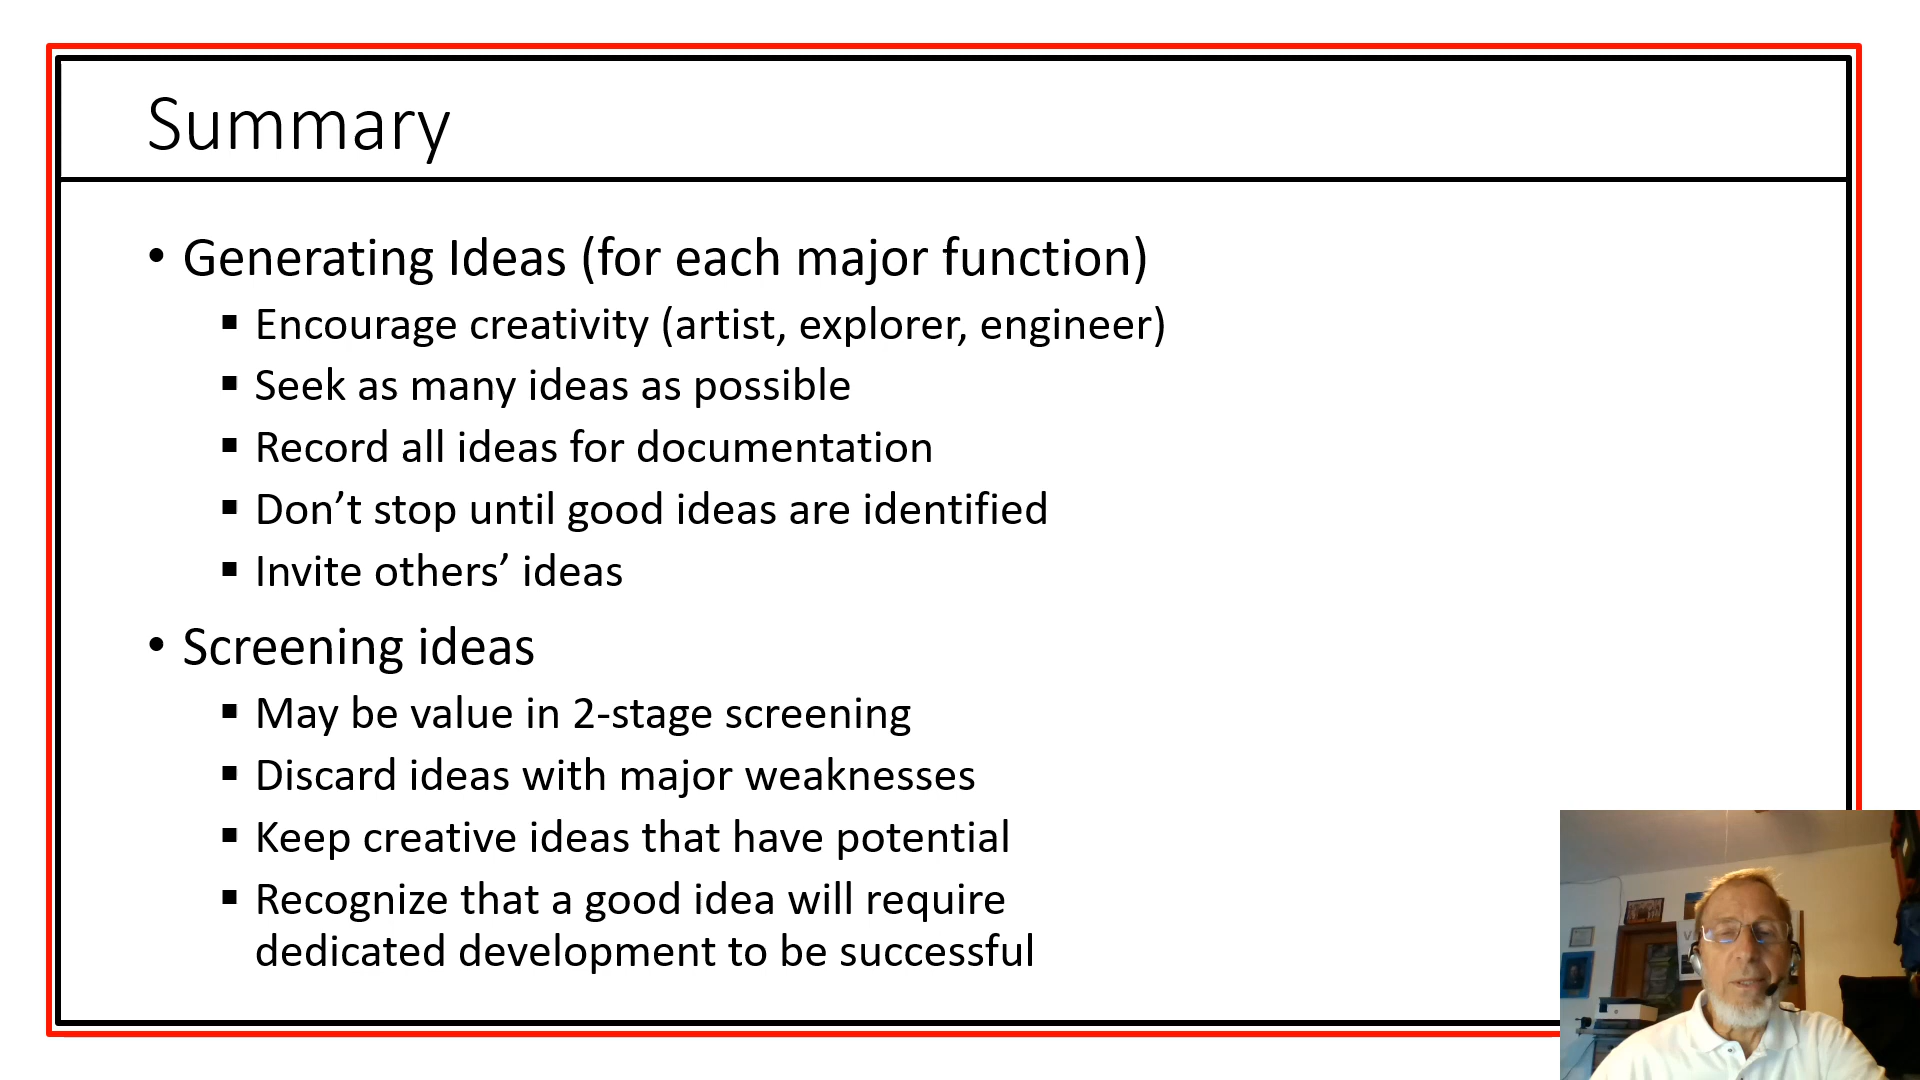 Summary
• Generating Ideas (for each major function)
▪ Encourage creativity (artist, explorer, engineer)
▪ Seek as many ideas as possible
▪ Record all ideas for documentation
▪ Don’t stop until good ideas are identified
▪ Invite others’ ideas
• Screening ideas
▪ May be value in 2-stage screening
▪ Discard ideas with major weaknesses
▪ Keep creative ideas that have potential
▪ Recognize that a good idea will require
dedicated development to be successful